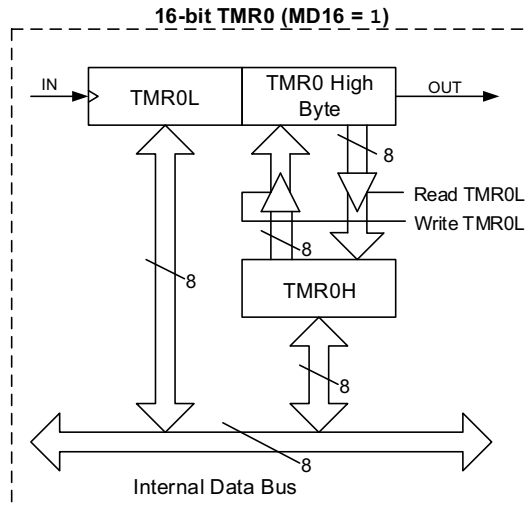 16-bit TMR0 (MD16 = 1)
IN
TMR0L
TMR0 High
Byte
OUT
8
Read TMR0L
Write TMR0L
8
8
TMR0H
8
8
Internal Data Bus